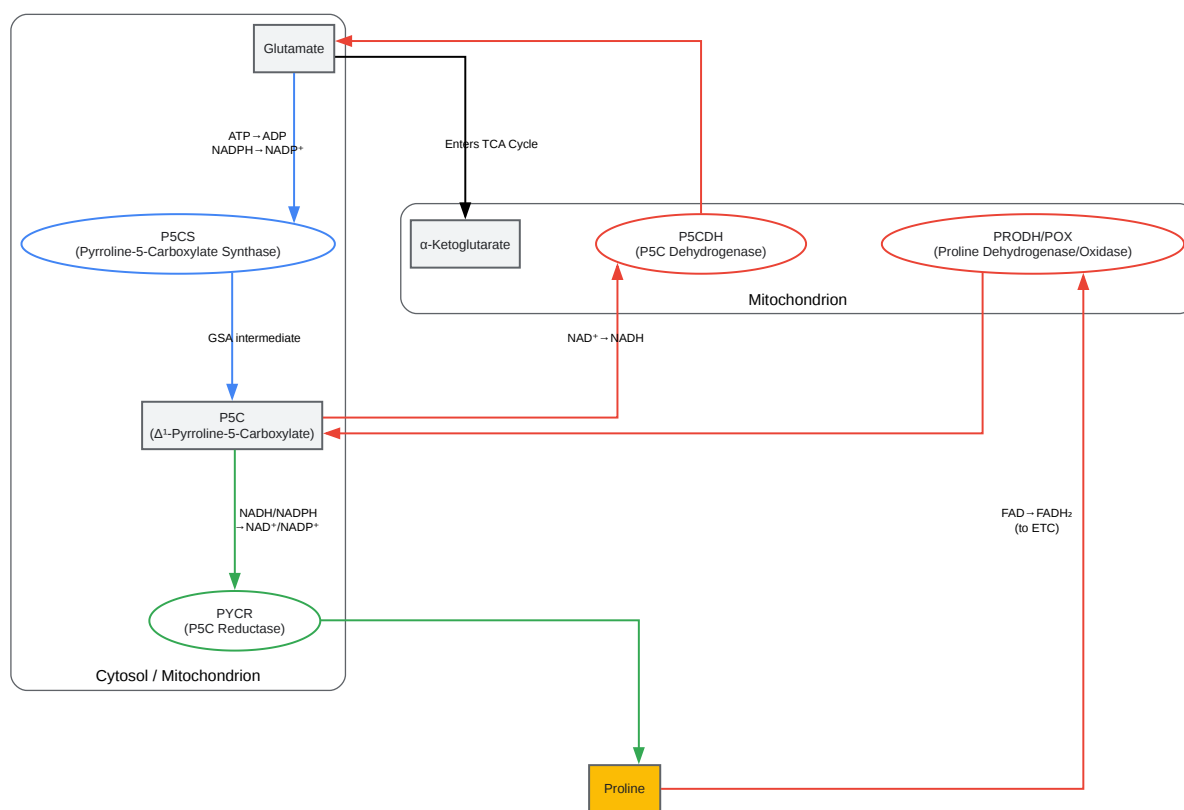 Glutamate
ATP→ADP
NADPH→NADP⁺
Enters TCA Cycle
P5CS
(Pyrroline-5-Carboxylate Synthase)
α-Ketoglutarate
P5CDH
(P5C Dehydrogenase)
PRODH/POX
(Proline Dehydrogenase/Oxidase)
Mitochondrion
GSA intermediate
NAD⁺→NADH
P5C
(Δ¹-Pyrroline-5-Carboxylate)
NADH/NADPH
→NAD⁺/NADP⁺
FAD→FADH₂
(to ETC)
PYCR
(P5C Reductase)
Cytosol / Mitochondrion
Proline